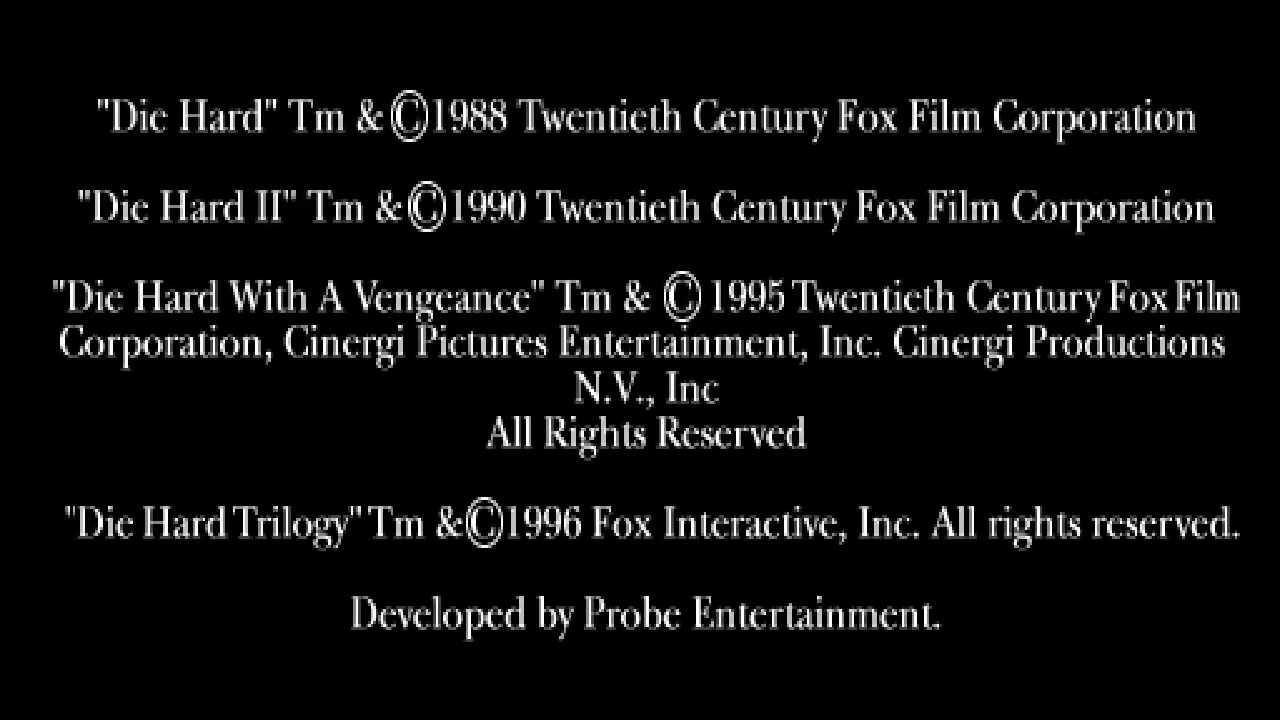 "Die Hard" Tm & ©1988 Twentieth Century Fox Film Corporation
"Die Hard II" Tm & ©1990 Twentieth Century Fox Film Corporation
"Die Hard With A Vengeance" Tm & © 1995 Twentieth Century Fox Film
Corporation, Cinergi Pictures Entertainment, Inc. Cinergi Productions
N.V., Inc
All Rights Reserved
"Die Hard Trilogy" Tm &©1996 Fox Interactive, Inc. All rights reserved.
Developed by Probe Entertainment.